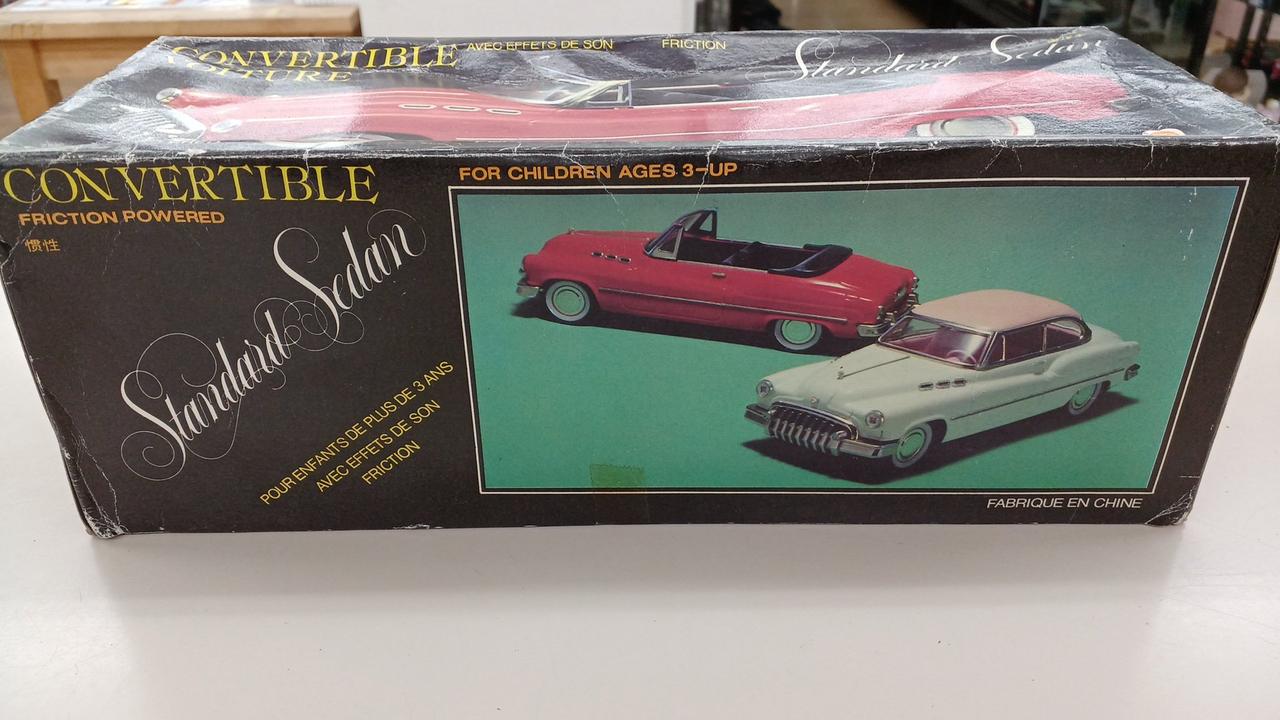 CONVERTIBLE AVEC EFFETS DE SON FRICTION Standard Sedan
VOITURE
CONVERTIBLE
FRICTION POWERED
惯性
Standard Sedan
POUR ENFANTS DE PLUS DE 3 ANS
AVEC EFFETS DE SON
FRICTION
FOR CHILDREN AGES 3-UP
FABRIQUE EN CHINE